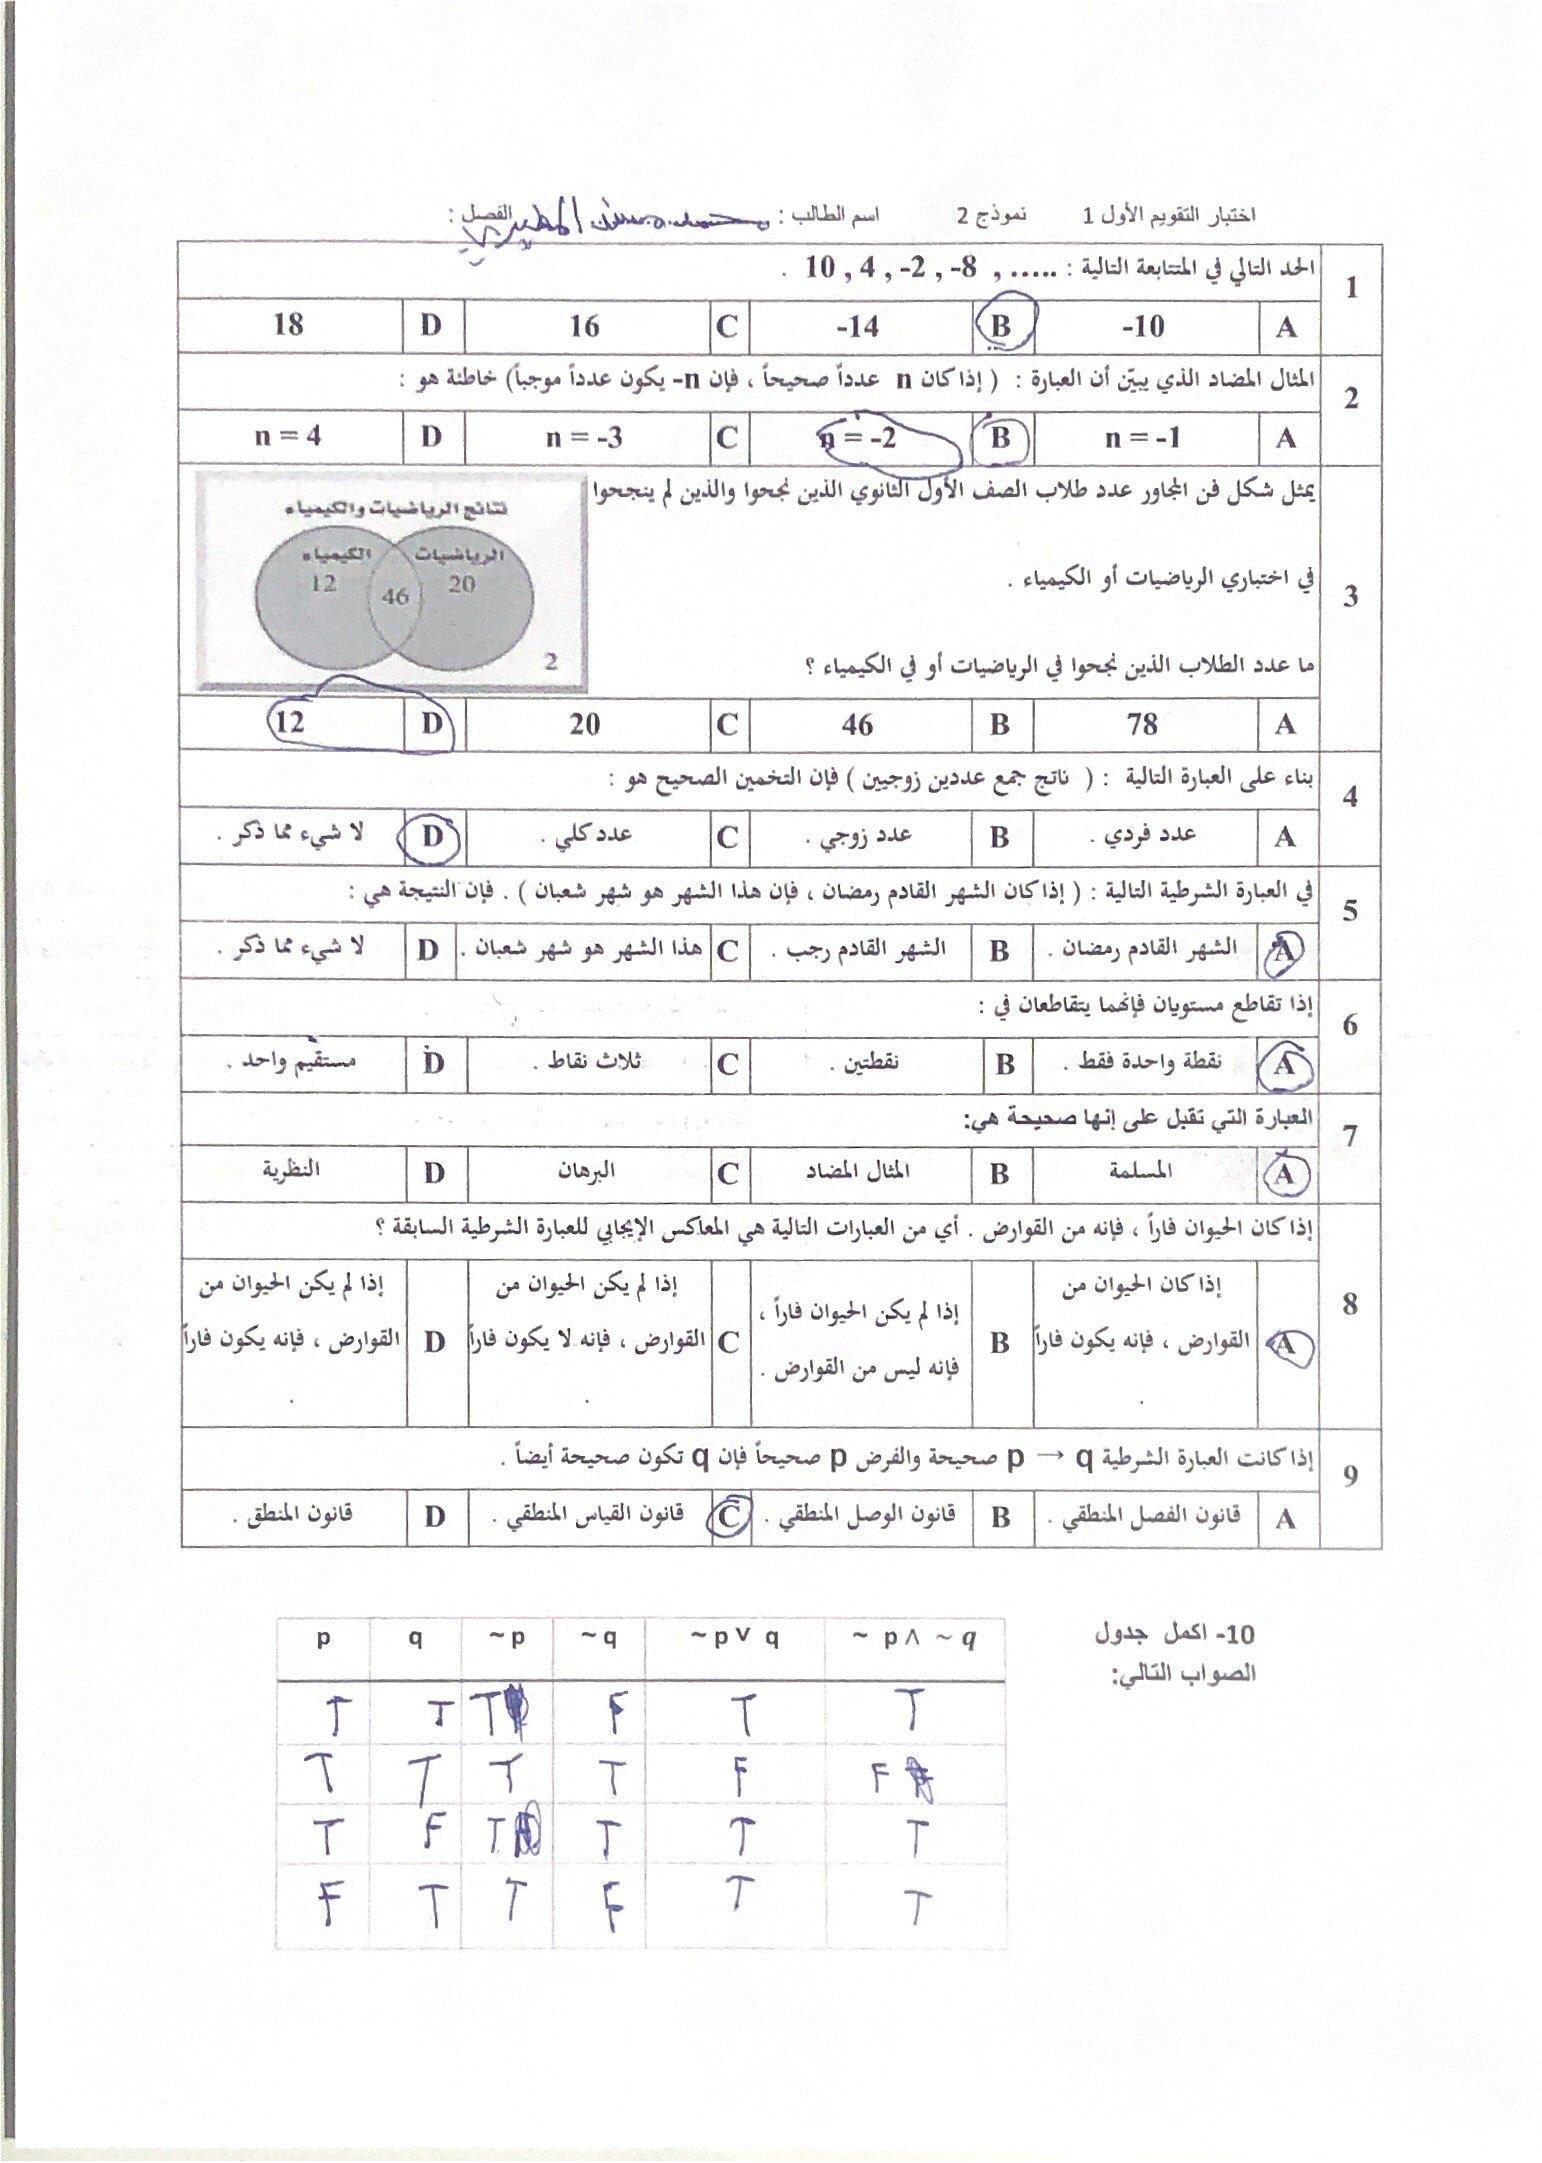 اختبار التقويم الأول 1 نموذج 2 اسم الطالب : محمد المطيري الفصل :
1 الحد التالي في المتتابعة التالية : 10 , 4 , -2 , -8 , ..... .
A -10 B -14 C 16 D 18
2 المثال المضاد الذي يبيّن أن العبارة : ( إذا كان n عدداً صحيحاً ، فإن n- يكون عدداً موجباً) خاطئة هو :
A n = -1 B n = -2 C n = -3 D n = 4
3 يمثل شكل فن المجاور عدد طلاب الصف الأول الثانوي الذين نجحوا والذين لم ينجحوا
في اختباري الرياضيات أو الكيمياء .
ما عدد الطلاب الذين نجحوا في الرياضيات أو في الكيمياء ؟
نتائج الرياضيات والكيمياء
الرياضيات الكيمياء
20 46 12
2
A 78 B 46 C 20 D 12
4 بناء على العبارة التالية : ( ناتج جمع عددين زوجيين ) فإن التخمين الصحيح هو :
A عدد فردي . B عدد زوجي . C عدد كلي . D لا شيء مما ذكر .
5 في العبارة الشرطية التالية : ( إذا كان الشهر القادم رمضان ، فإن هذا الشهر هو شهر شعبان ) . فإن النتيجة هي :
A الشهر القادم رمضان . B الشهر القادم رجب . C هذا الشهر هو شهر شعبان . D لا شيء مما ذكر .
6 إذا تقاطع مستويان فإنهما يتقاطعان في :
A نقطة واحدة فقط . B نقطتين . C ثلاث نقاط . D مستقيم واحد .
7 العبارة التي تقبل على إنها صحيحة هي:
A المسلمة B المثال المضاد C البرهان D النظرية
8 إذا كان الحيوان فاراً ، فإنه من القوارض . أي من العبارات التالية هي المعاكس الإيجابي للعبارة الشرطية السابقة ؟
A إذا كان الحيوان من
القوارض ، فإنه يكون فاراً
.
B إذا لم يكن الحيوان فاراً ،
فإنه ليس من القوارض .
C إذا لم يكن الحيوان من
القوارض ، فإنه لا يكون فاراً
.
D إذا لم يكن الحيوان من
القوارض ، فإنه يكون فاراً
.
9 إذا كانت العبارة الشرطية p → q صحيحة والفرض p صحيحاً فإن q تكون صحيحة أيضاً .
A قانون الفصل المنطقي . B قانون الوصل المنطقي . C قانون القياس المنطقي . D قانون المنطق .
10- اكمل جدول
الصواب التالي:
p q ~p ~q ~p ∨ q ~ p ∧ ~q
T T T F T T
T T T T F F
T F T T T T
F T T F T T